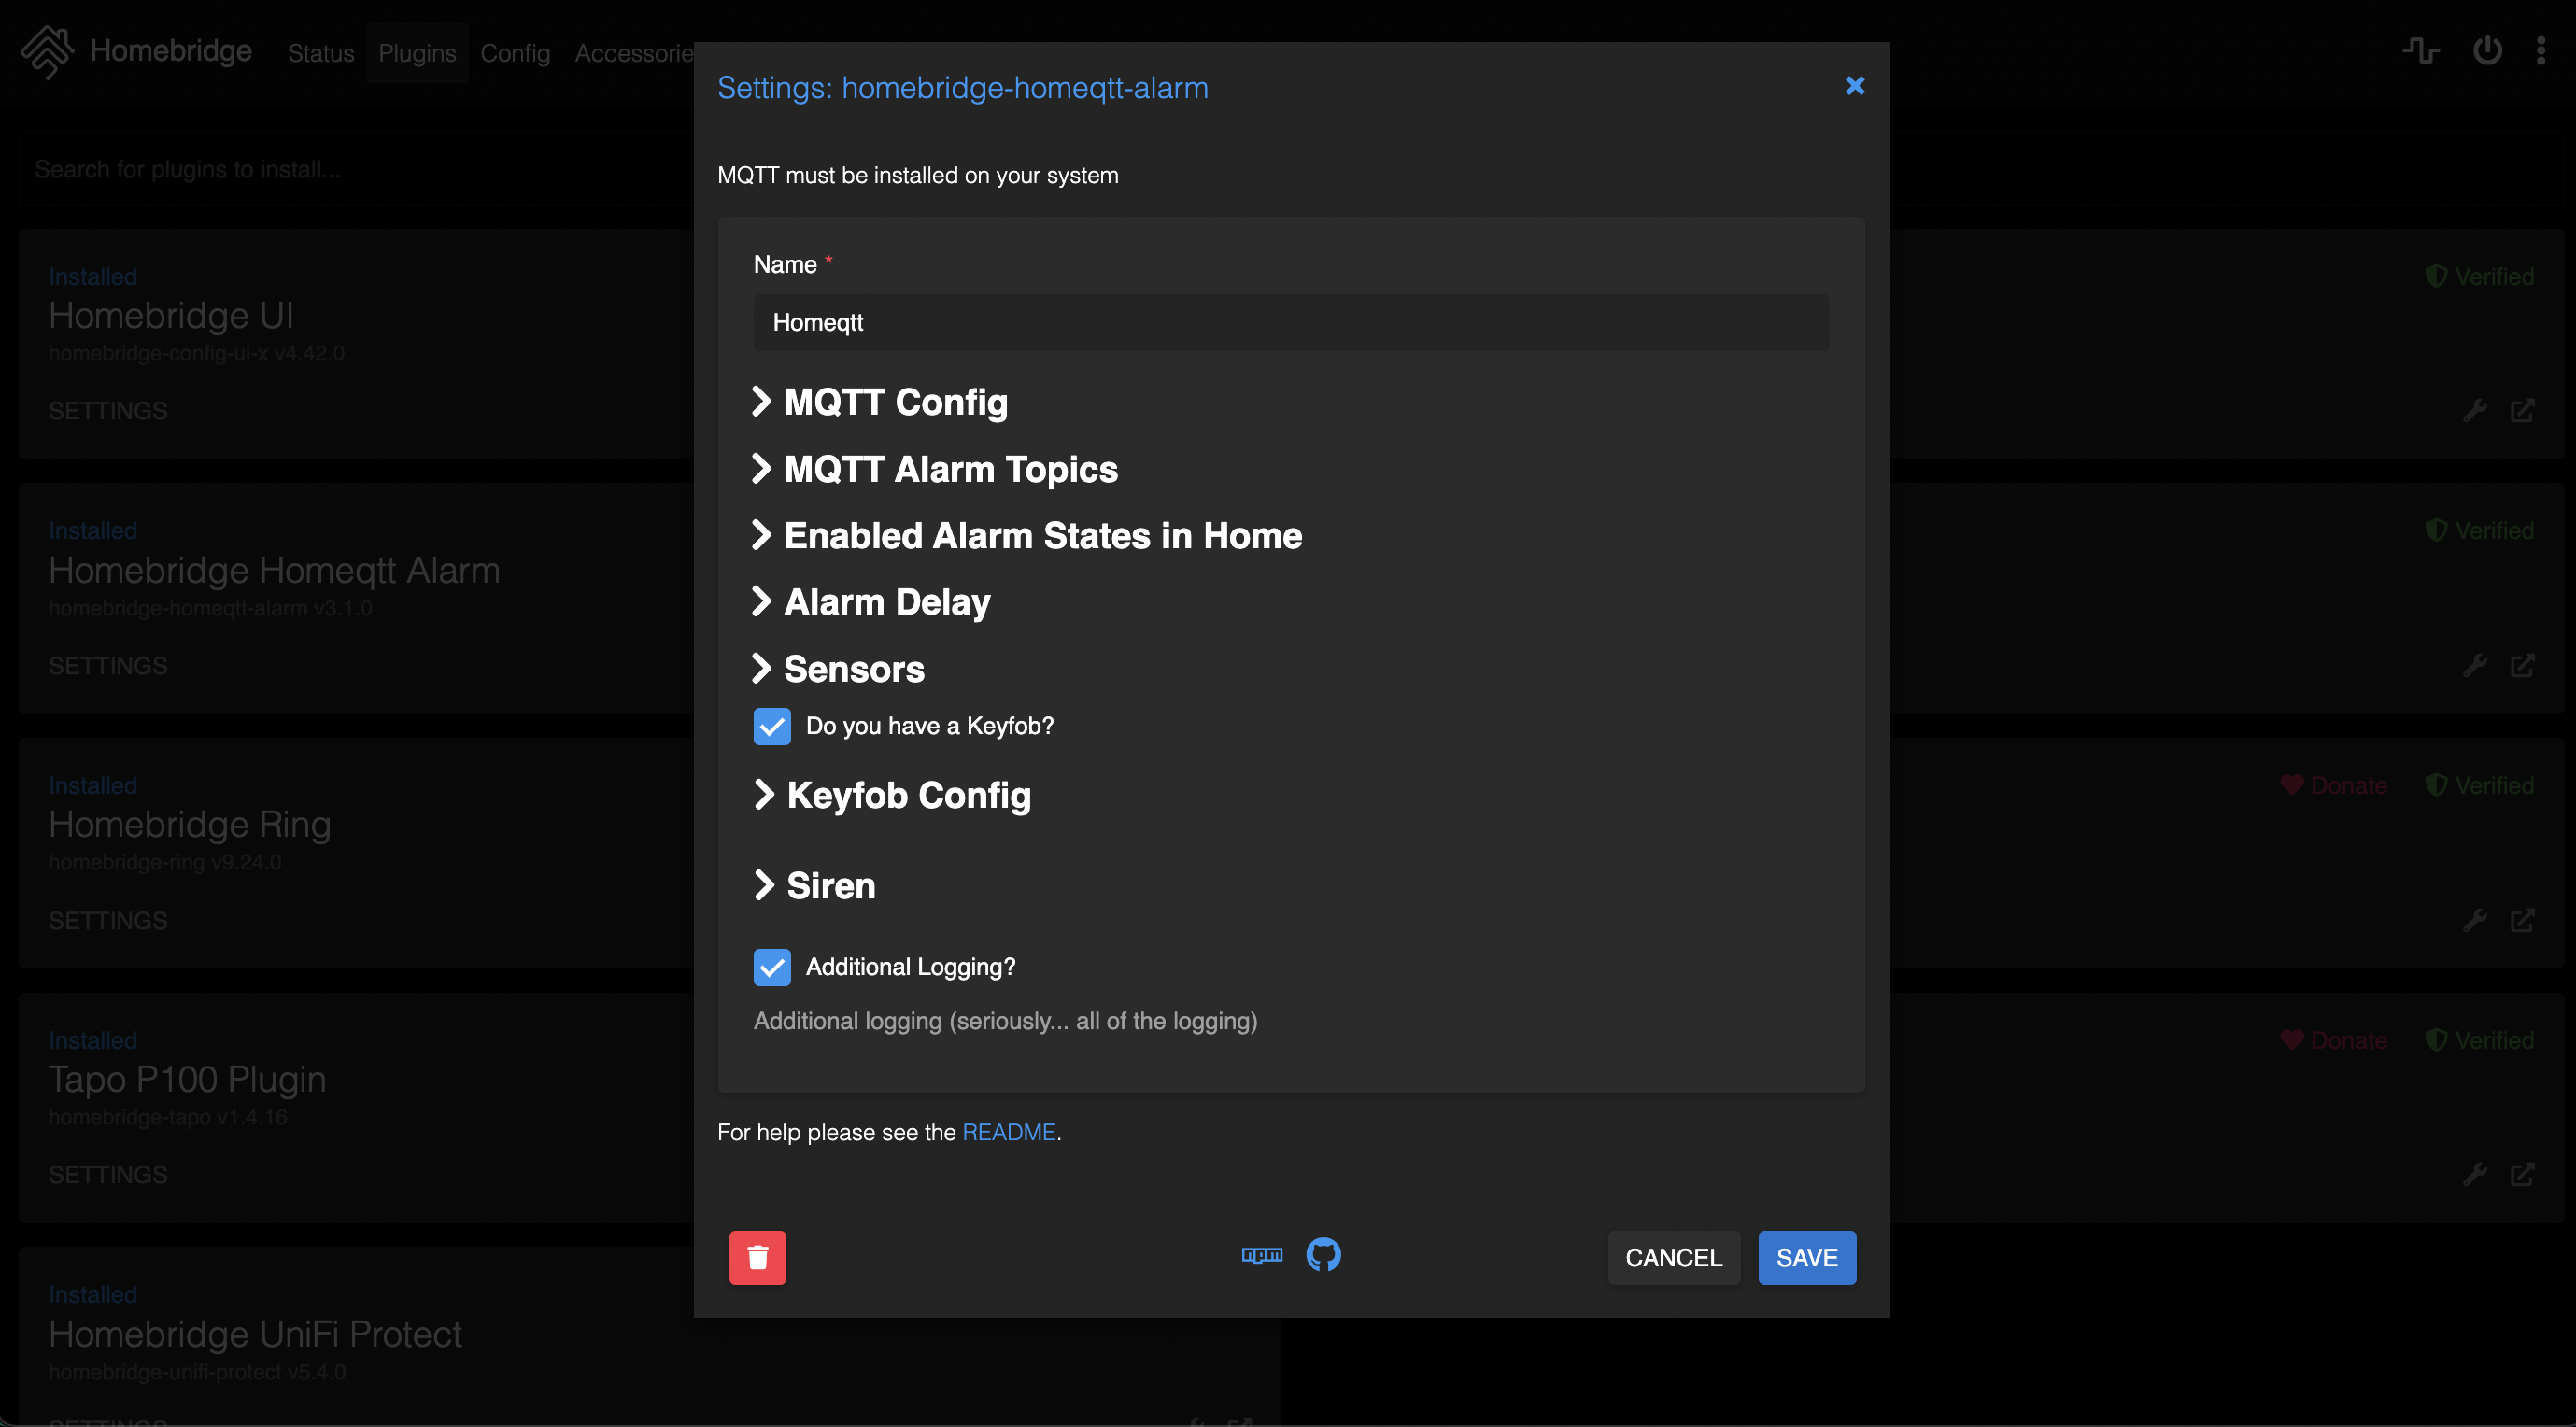 Homebridge
Status
Plugins
Config
Accessorie
Search for plugins to install...
Installed
Homebridge UI
homebridge-config-ui-x v4.42.0
SETTINGS
Verified
Installed
Homebridge Homeqtt Alarm
homebridge-homeqtt-alarm v3.1.0
SETTINGS
Verified
Installed
Homebridge Ring
homebridge-ring v9.24.0
SETTINGS
Donate
Verified
Installed
Tapo P100 Plugin
homebridge-tapo v1.4.16
SETTINGS
Donate
Verified
Installed
Homebridge UniFi Protect
homebridge-unifi-protect v5.4.0
SETTINGS
Settings: homebridge-homeqtt-alarm
MQTT must be installed on your system
Name *
Homeqtt
MQTT Config
MQTT Alarm Topics
Enabled Alarm States in Home
Alarm Delay
Sensors
Do you have a Keyfob?
Keyfob Config
Siren
Additional Logging?
Additional logging (seriously... all of the logging)
For help please see the README.
npm
CANCEL
SAVE